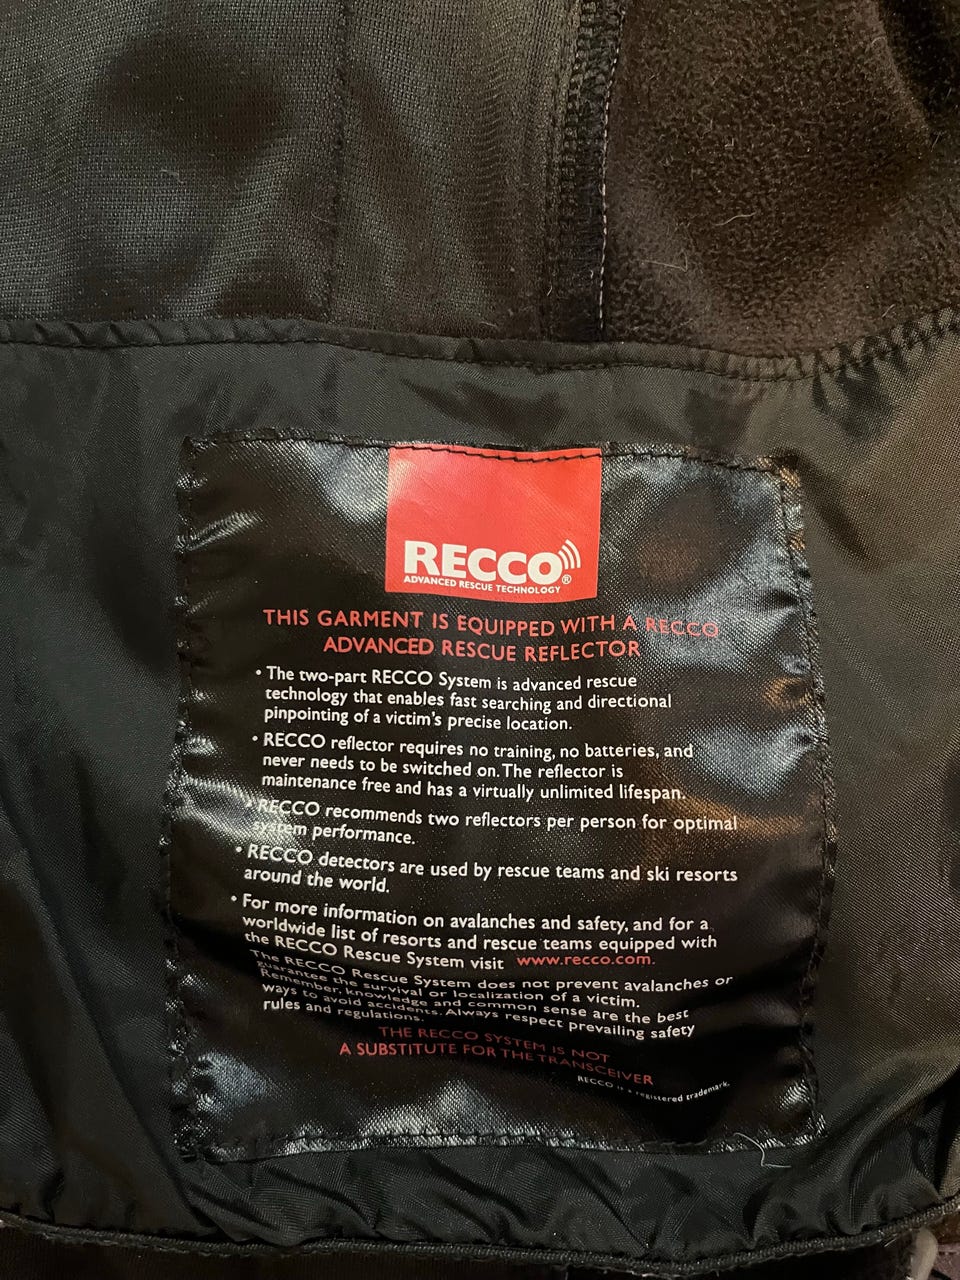 RECCO®
ADVANCED RESCUE TECHNOLOGY
THIS GARMENT IS EQUIPPED WITH A RECCO
ADVANCED RESCUE REFLECTOR
• The two-part RECCO System is advanced rescue
technology that enables fast searching and directional
pinpointing of a victim's precise location.
• RECCO reflector requires no training, no batteries, and
never needs to be switched on. The reflector is
maintenance free and has a virtually unlimited lifespan.
• RECCO recommends two reflectors per person for optimal
system performance.
• RECCO detectors are used by rescue teams and ski resorts
around the world.
• For more information on avalanches and safety, and for a
worldwide list of resorts and rescue teams equipped with
the RECCO Rescue System visit www.recco.com.
The RECCO Rescue System does not prevent avalanches or
guarantee the survival or localization of a victim.
Remember, knowledge and common sense are the best
ways to avoid accidents. Always respect prevailing safety
rules and regulations.
THE RECCO SYSTEM IS NOT
A SUBSTITUTE FOR THE TRANSCEIVER
RECCO is a registered trademark.